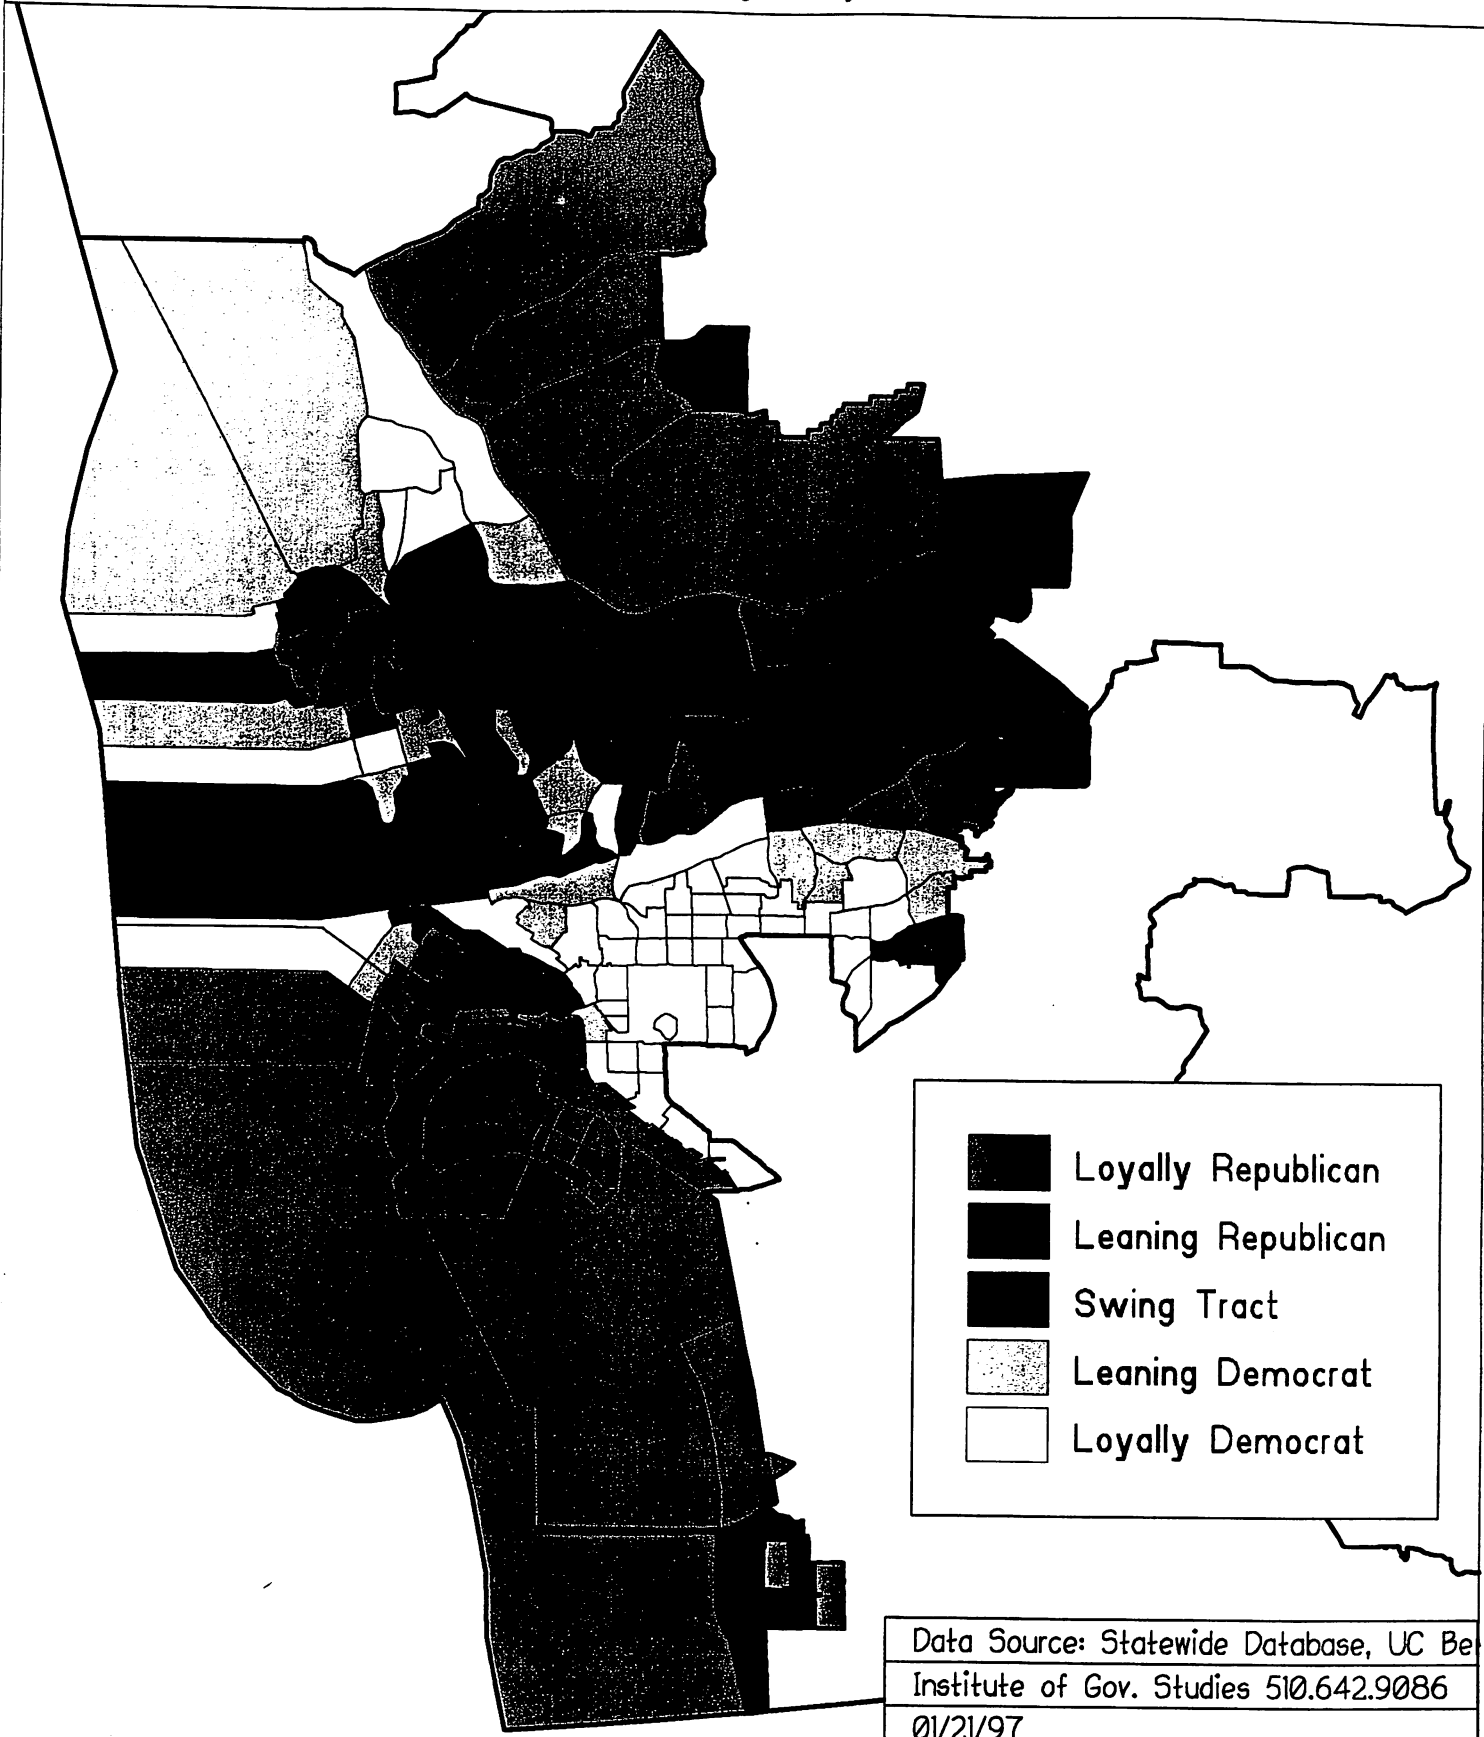 Loyally Republican
Leaning Republican
Swing Tract
Leaning Democrat
Loyally Democrat
Data Source: Statewide Database, UC
Institute of Gov. Studies 510.642.9086
01/21/97